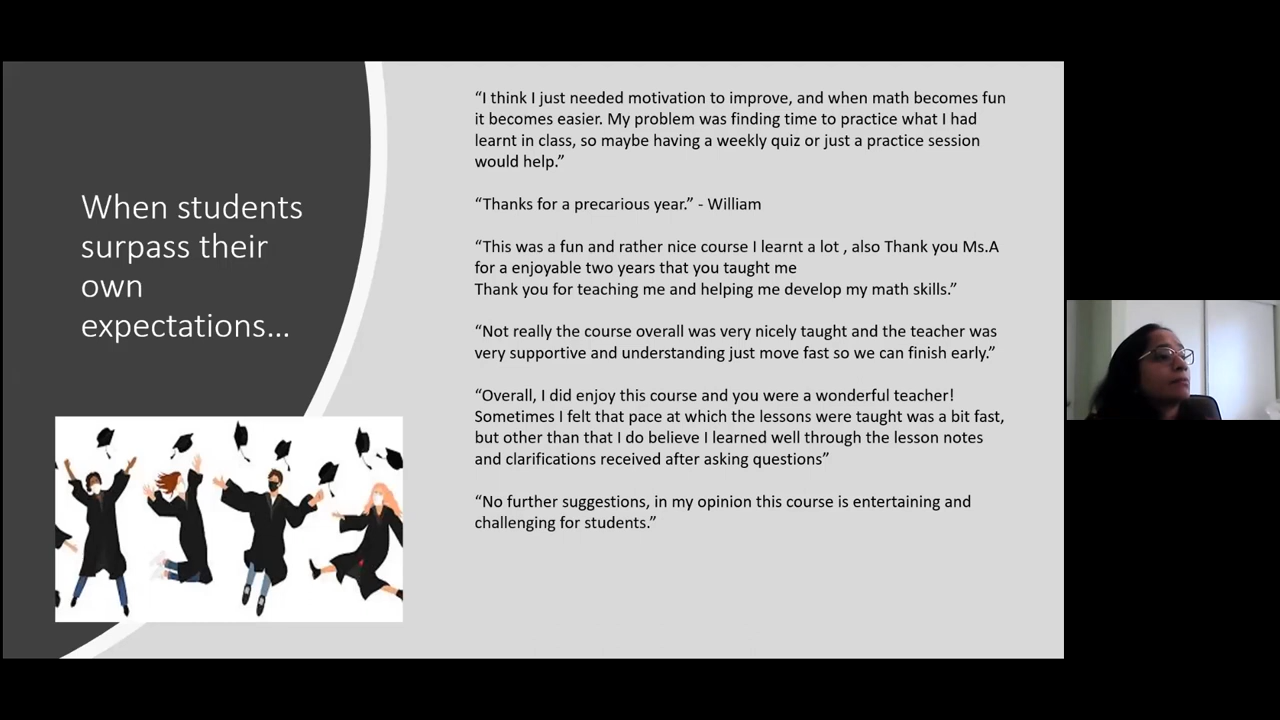 When students
surpass their
own
expectations...
“I think I just needed motivation to improve, and when math becomes fun
it becomes easier. My problem was finding time to practice what I had
learnt in class, so maybe having a weekly quiz or just a practice session
would help.”
“Thanks for a precarious year.” - William
“This was a fun and rather nice course I learnt a lot , also Thank you Ms.A
for a enjoyable two years that you taught me
Thank you for teaching me and helping me develop my math skills.”
“Not really the course overall was very nicely taught and the teacher was
very supportive and understanding just move fast so we can finish early.”
“Overall, I did enjoy this course and you were a wonderful teacher!
Sometimes I felt that pace at which the lessons were taught was a bit fast,
but other than that I do believe I learned well through the lesson notes
and clarifications received after asking questions”
“No further suggestions, in my opinion this course is entertaining and
challenging for students.”